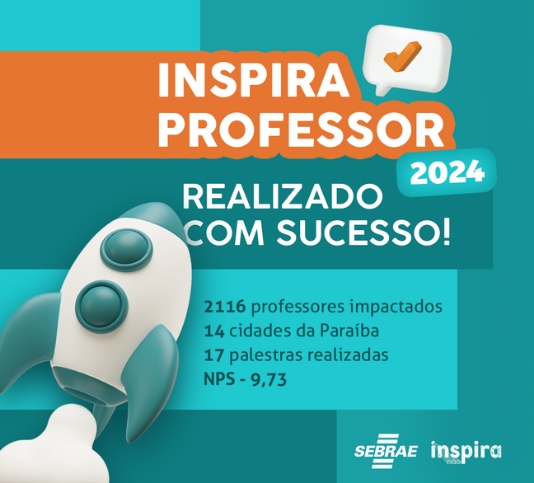 INSPIRA
PROFESSOR
2024
REALIZADO
COM SUCESSO!
2116 professores impactados
14 cidades da Paraíba
17 palestras realizadas
NPS - 9,73
SEBRAE
inspira